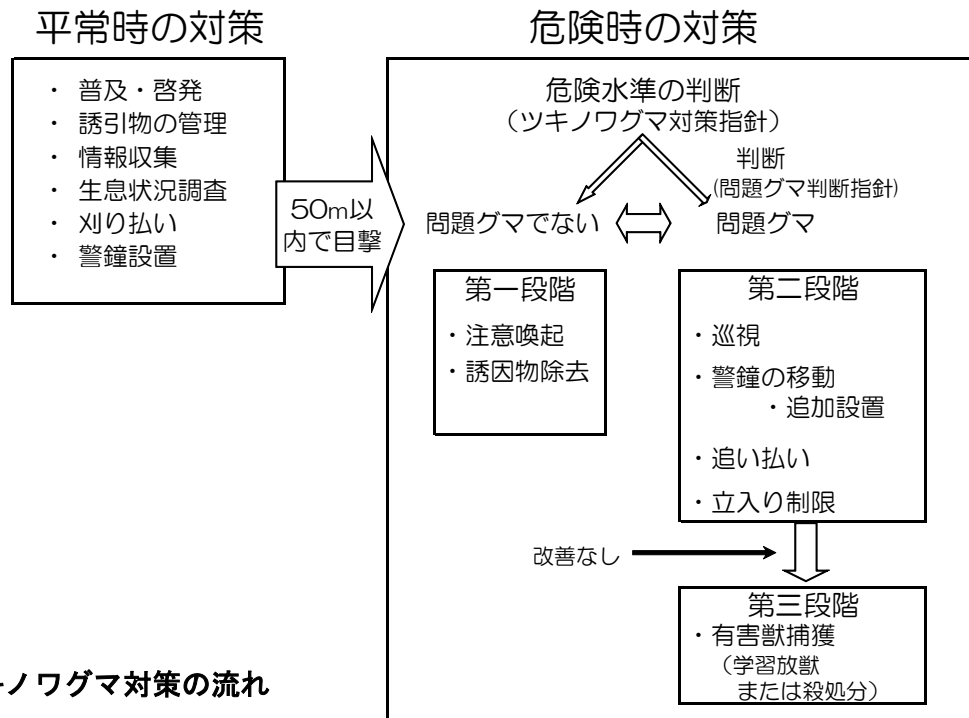 平常時の対策
・ 普及・啓発
・ 誘引物の管理
・ 情報収集
・ 生息状況調査
・ 刈り払い
・ 警鐘設置
50m以
内で目撃
危険時の対策
危険水準の判断
（ツキノワグマ対策指針）
判断
(問題グマ判断指針)
問題グマでない
問題グマ
第一段階
・注意喚起
・誘因物除去
第二段階
・巡視
・警鐘の移動
・追加設置
・追い払い
・立入り制限
改善なし
第三段階
・有害獣捕獲
（学習放獣
または殺処分）
ノワグマ対策の流れ